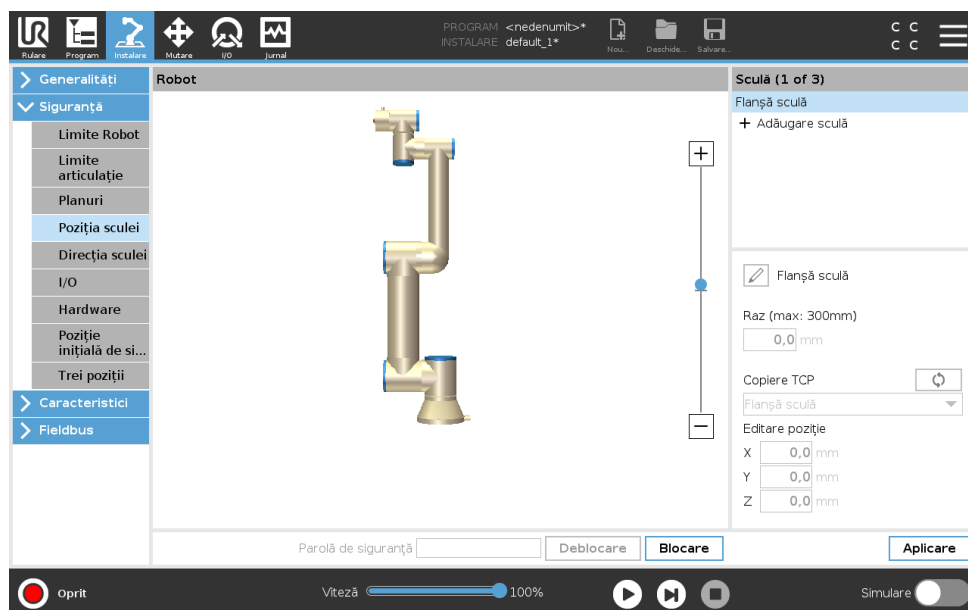 UR
Rulare
Program
Instalare
Mutare
I/O
Jurnal
PROGRAM <nedenumit>*
INSTALARE default_1*
Nou...
Deschide...
Salvare...
C C
C C
Generalități
Siguranță
Limite Robot
Limite
articulație
Planuri
Poziția sculei
Direcția sculei
I/O
Hardware
Poziție
inițială de si...
Trei poziții
Caracteristici
Fieldbus
Robot
+
−
Sculă (1 of 3)
Flanșă sculă
+ Adăugare sculă
Flanșă sculă
Raz (max: 300mm)
0,0 mm
Copiere TCP
Flanșă sculă
Editare poziție
X 0,0 mm
Y 0,0 mm
Z 0,0 mm
Parolă de siguranță
Deblocare
Blocare
Aplicare
Oprit
Viteză
100%
Simulare